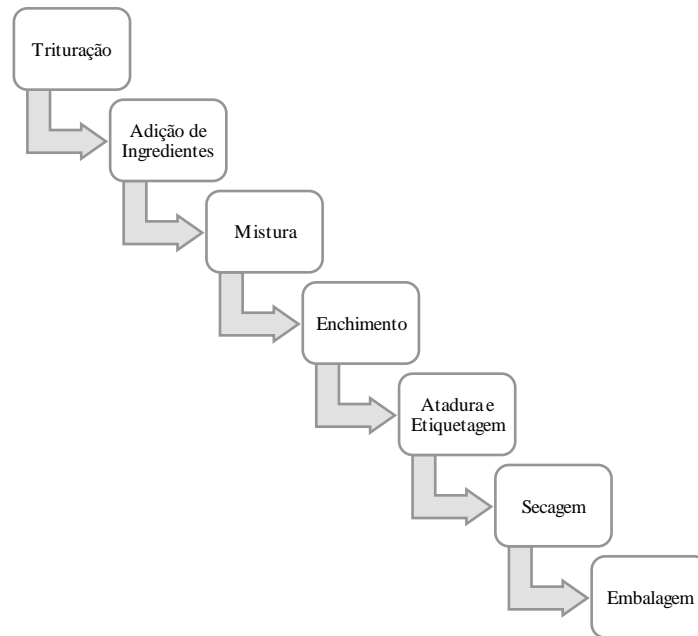 Trituração
Adição de
Ingredientes
Mistura
Enchimento
Atadura e
Etiquetagem
Secagem
Embalagem